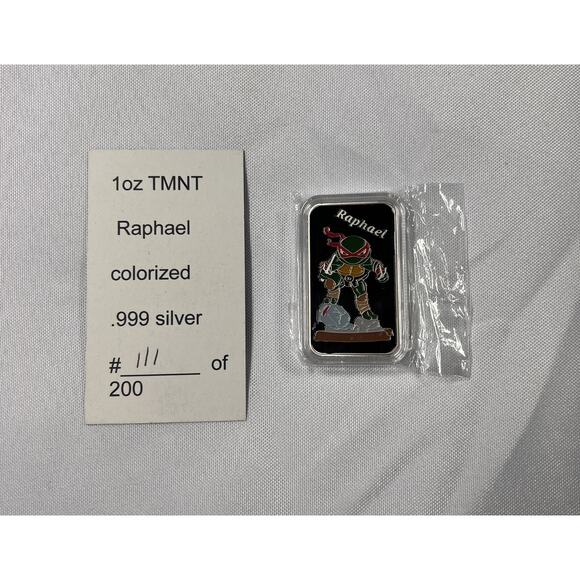 1oz TMNT
Raphael
colorized
.999 silver
# 111 of
200
Raphael